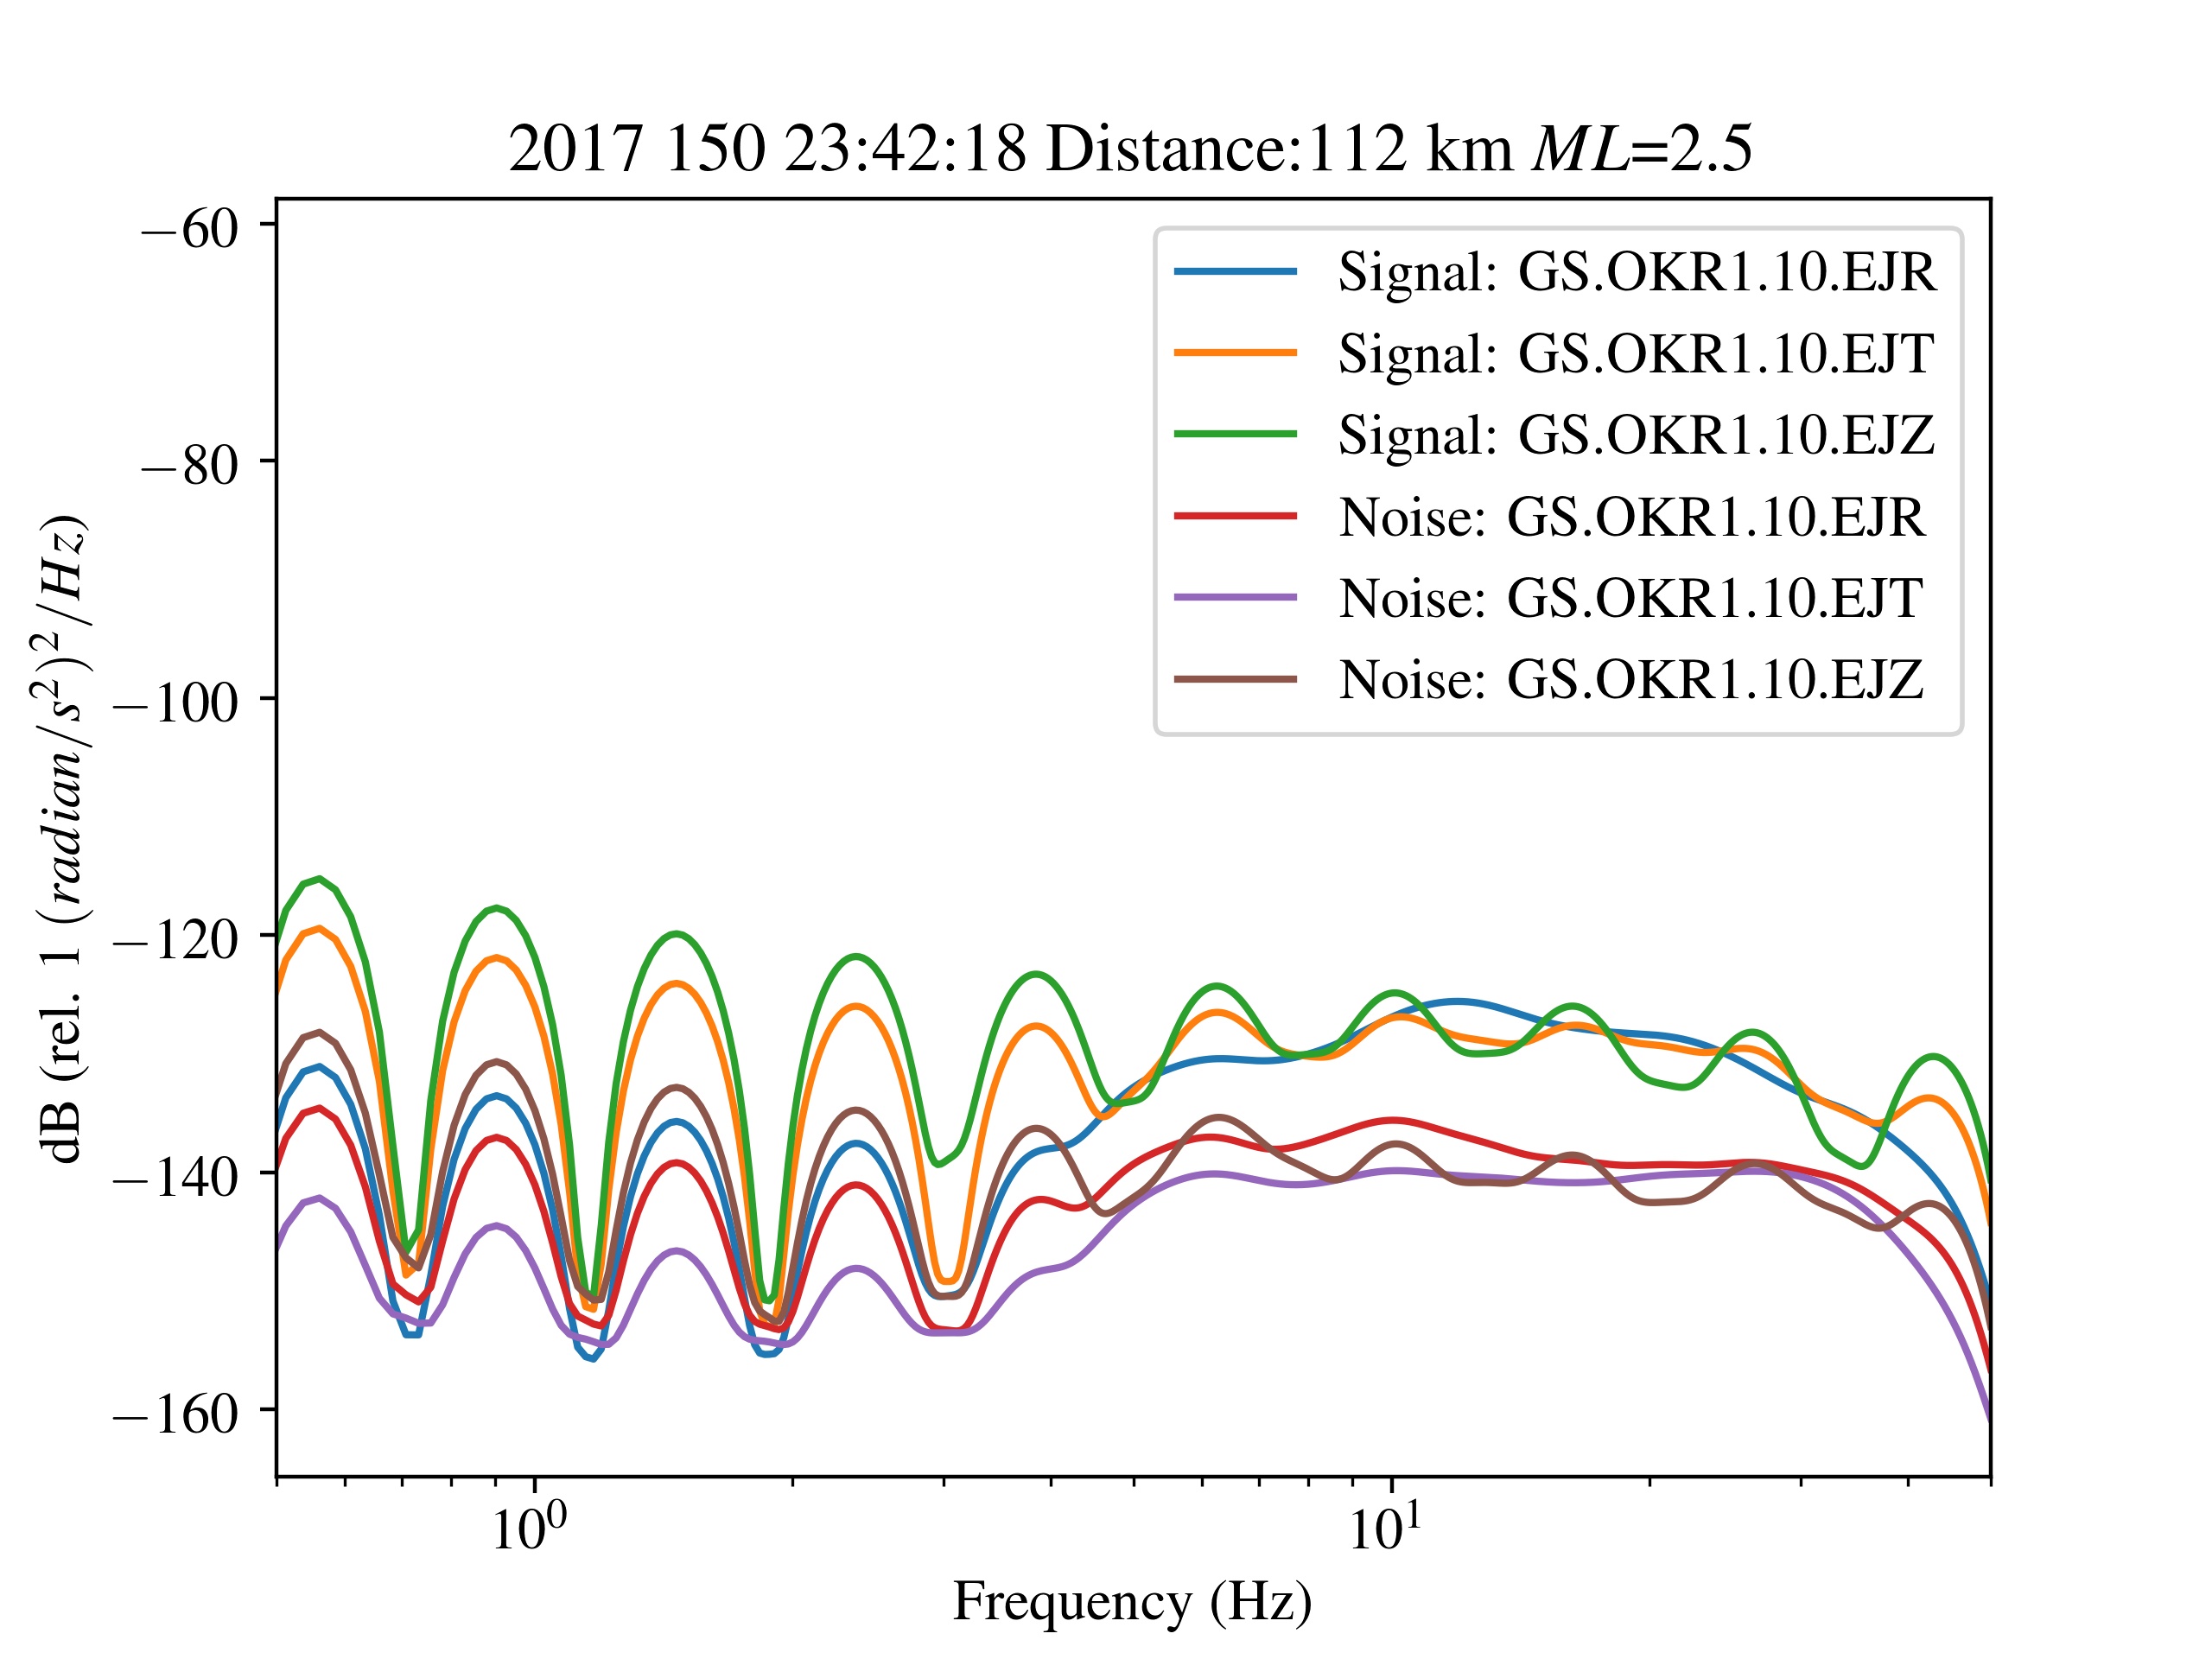 2017 150 23:42:18 Distance:112 km ML=2.5
−60
−80
−100
−120
−140
−160
dB (rel. 1 (radian/s²)²/Hz)
Signal: GS.OKR1.10.EJR
Signal: GS.OKR1.10.EJT
Signal: GS.OKR1.10.EJZ
Noise: GS.OKR1.10.EJR
Noise: GS.OKR1.10.EJT
Noise: GS.OKR1.10.EJZ
10⁰ 10¹
Frequency (Hz)